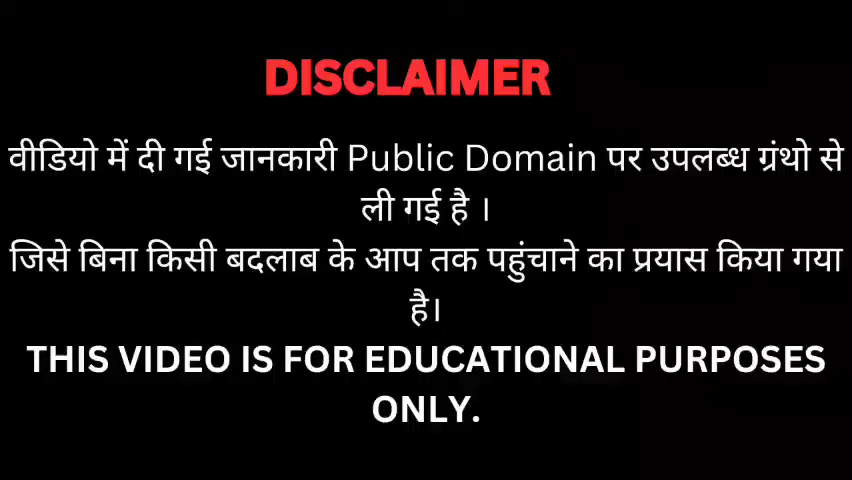 DISCLAIMER
वीडियो में दी गई जानकारी Public Domain पर उपलब्ध ग्रंथो से
ली गई है ।
जिसे बिना किसी बदलाब के आप तक पहुंचाने का प्रयास किया गया
है।
THIS VIDEO IS FOR EDUCATIONAL PURPOSES
ONLY.